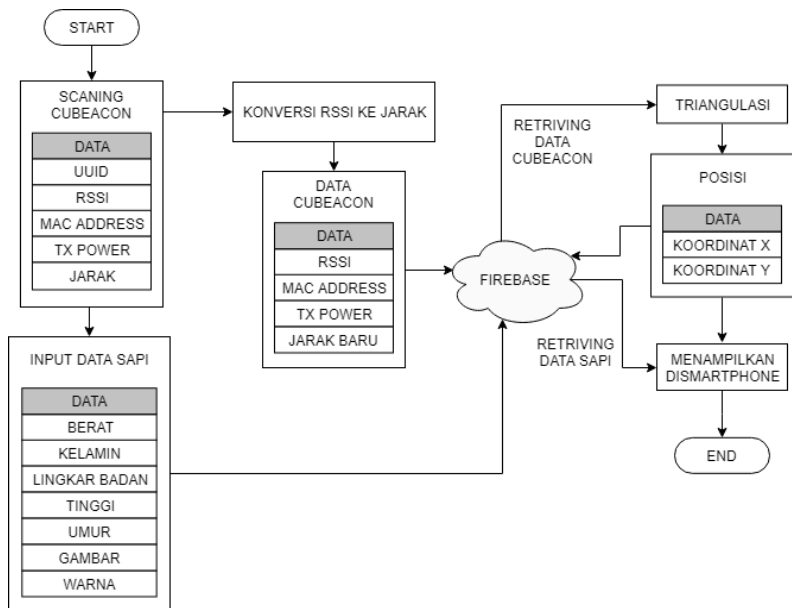 START
SCANING
CUBEACON
DATA
UUID
RSSI
MAC ADDRESS
TX POWER
JARAK
INPUT DATA SAPI
DATA
BERAT
KELAMIN
LINGKAR BADAN
TINGGI
UMUR
GAMBAR
WARNA
KONVERSI RSSI KE JARAK
DATA
CUBEACON
DATA
RSSI
MAC ADDRESS
TX POWER
JARAK BARU
FIREBASE
RETRIVING
DATA
CUBEACON
RETRIVING
DATA SAPI
TRIANGULASI
POSISI
DATA
KOORDINAT X
KOORDINAT Y
MENAMPILKAN
DISMARTPHONE
END